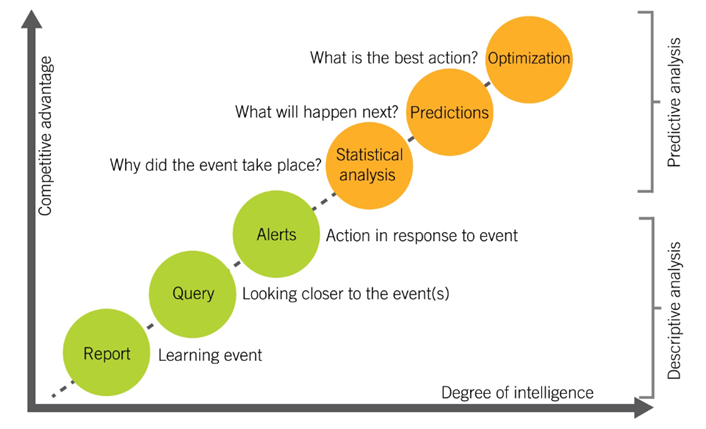 What is the best action?
Optimization
What will happen next?
Predictions
Why did the event take place?
Statistical
analysis
Alerts
Action in response to event
Query
Looking closer to the event(s)
Report
Learning event
Competitive advantage
Degree of intelligence
Predictive analysis
Descriptive analysis